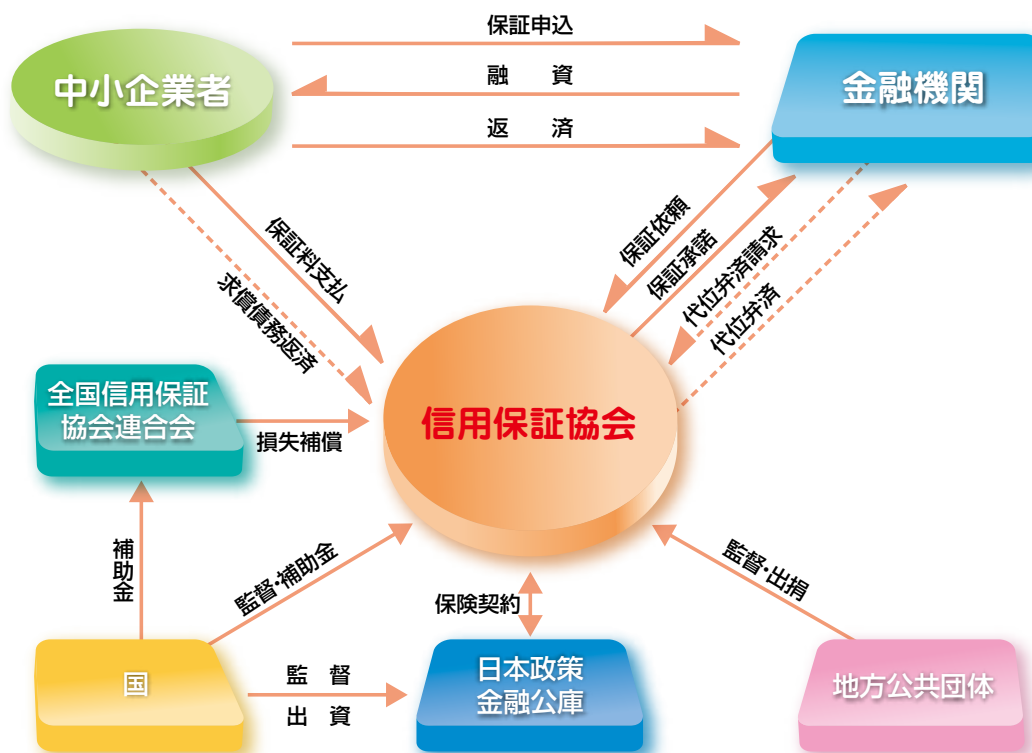 保証申込
中小企業者
融　資
金融機関
返　済
保証料支払
求償債務返済
保証依頼
保証承諾
代位弁済請求
代位弁済
全国信用保証
協会連合会
損失補償
信用保証協会
補助金
監督・補助金
保険契約
監督・出捐
国
監　督
出　資
日本政策
金融公庫
地方公共団体